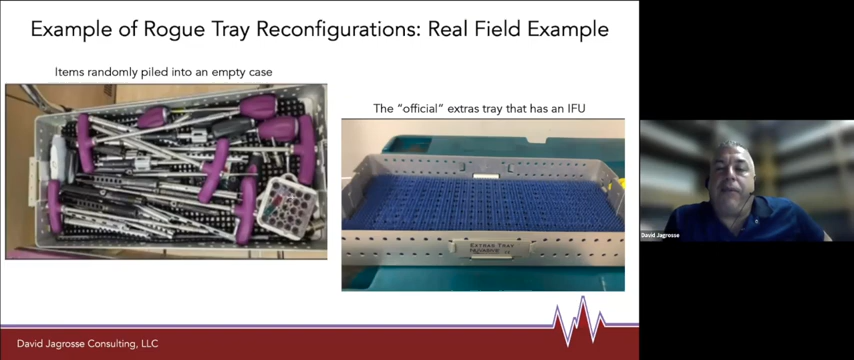 Example of Rogue Tray Reconfigurations: Real Field Example
Items randomly piled into an empty case
The “official” extras tray that has an IFU
EXTRAS TRAY
David Jagrosse
David Jagrosse Consulting, LLC